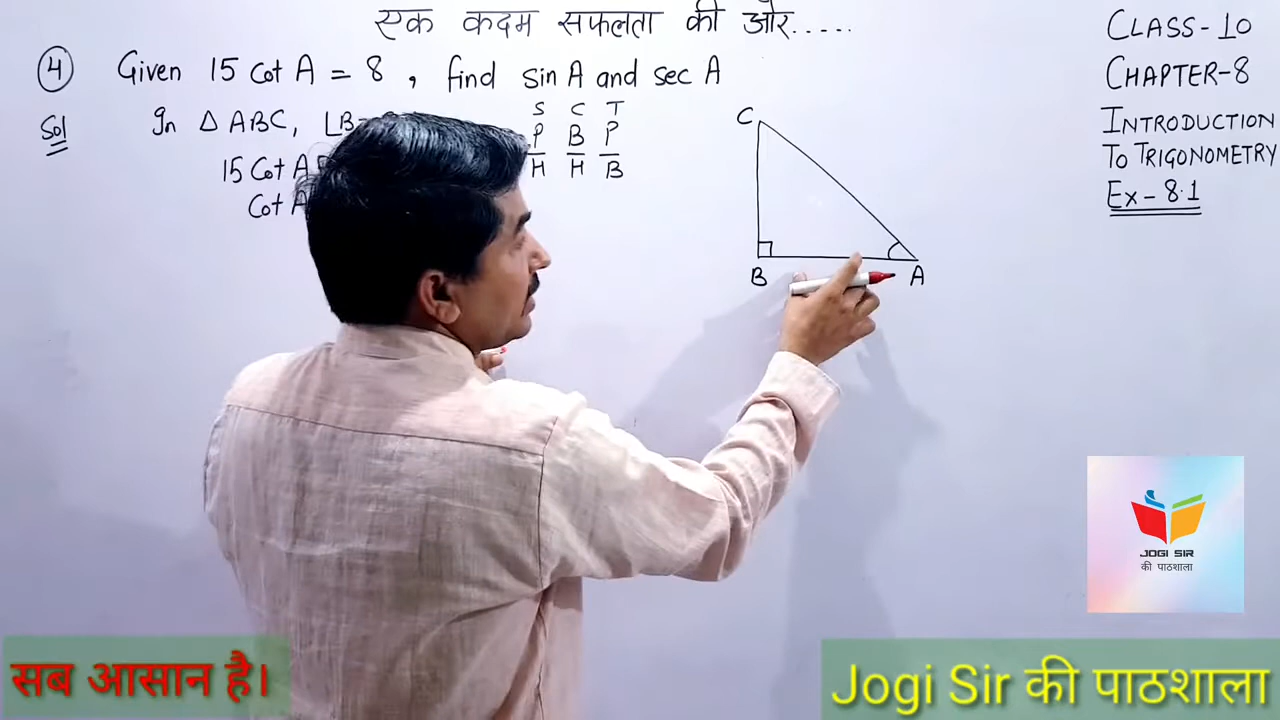 एक कदम सफलता की ओर.....
④ Given 15 Cot A = 8 , find sin A and sec A
Sol In △ ABC, ∠B=
15 Cot A
Cot A
S C T
P B P
H H B
C
B
A
CLASS-10
CHAPTER-8
INTRODUCTION
TO TRIGONOMETRY
Ex-8.1
JOGI SIR
की पाठशाला
सब आसान है।
Jogi Sir की पाठशाला